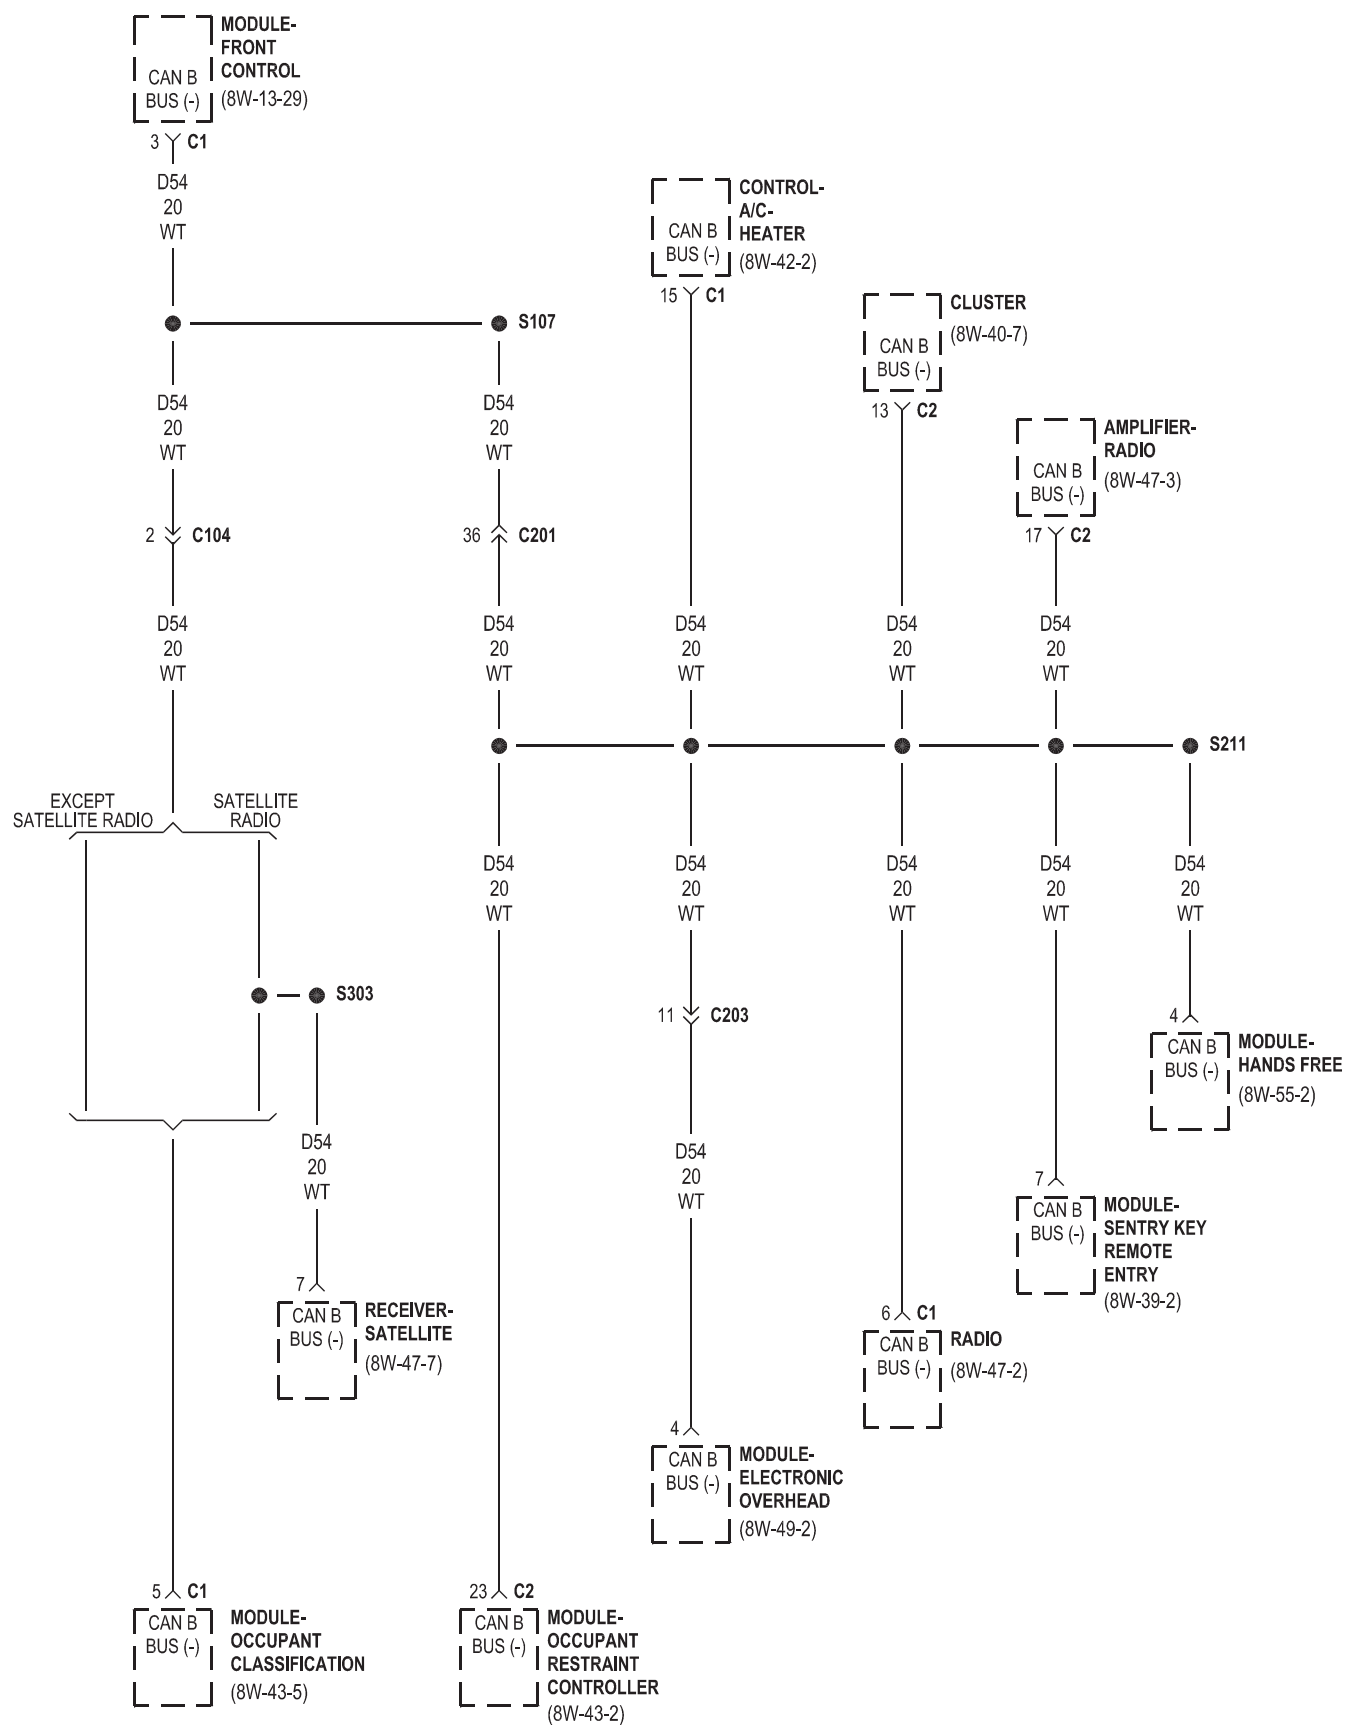 MODULE-
FRONT
CONTROL
(8W-13-29)
CAN B
BUS (-)
3 C1
D54
20
WT
CONTROL-
A/C-
HEATER
(8W-42-2)
CAN B
BUS (-)
15 C1
CLUSTER
(8W-40-7)
CAN B
BUS (-)
13 C2
AMPLIFIER-
RADIO
(8W-47-3)
CAN B
BUS (-)
17 C2
S107
D54
20
WT
D54
20
WT
2 C104
36 C201
D54
20
WT
D54
20
WT
D54
20
WT
D54
20
WT
D54
20
WT
S211
EXCEPT
SATELLITE RADIO
SATELLITE
RADIO
D54
20
WT
D54
20
WT
D54
20
WT
D54
20
WT
D54
20
WT
S303
11 C203
4
CAN B
BUS (-)
MODULE-
HANDS FREE
(8W-55-2)
D54
20
WT
D54
20
WT
7
CAN B
BUS (-)
MODULE-
SENTRY KEY
REMOTE
ENTRY
(8W-39-2)
7
CAN B
BUS (-)
RECEIVER-
SATELLITE
(8W-47-7)
6 C1
CAN B
BUS (-)
RADIO
(8W-47-2)
4
CAN B
BUS (-)
MODULE-
ELECTRONIC
OVERHEAD
(8W-49-2)
5 C1
CAN B
BUS (-)
MODULE-
OCCUPANT
CLASSIFICATION
(8W-43-5)
23 C2
CAN B
BUS (-)
MODULE-
OCCUPANT
RESTRAINT
CONTROLLER
(8W-43-2)